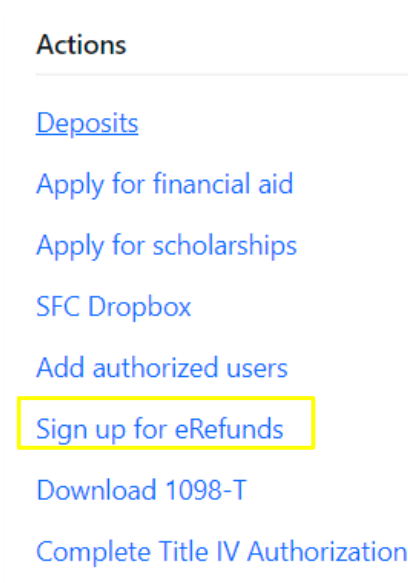 Actions
Deposits
Apply for financial aid
Apply for scholarships
SFC Dropbox
Add authorized users
Sign up for eRefunds
Download 1098-T
Complete Title IV Authorization